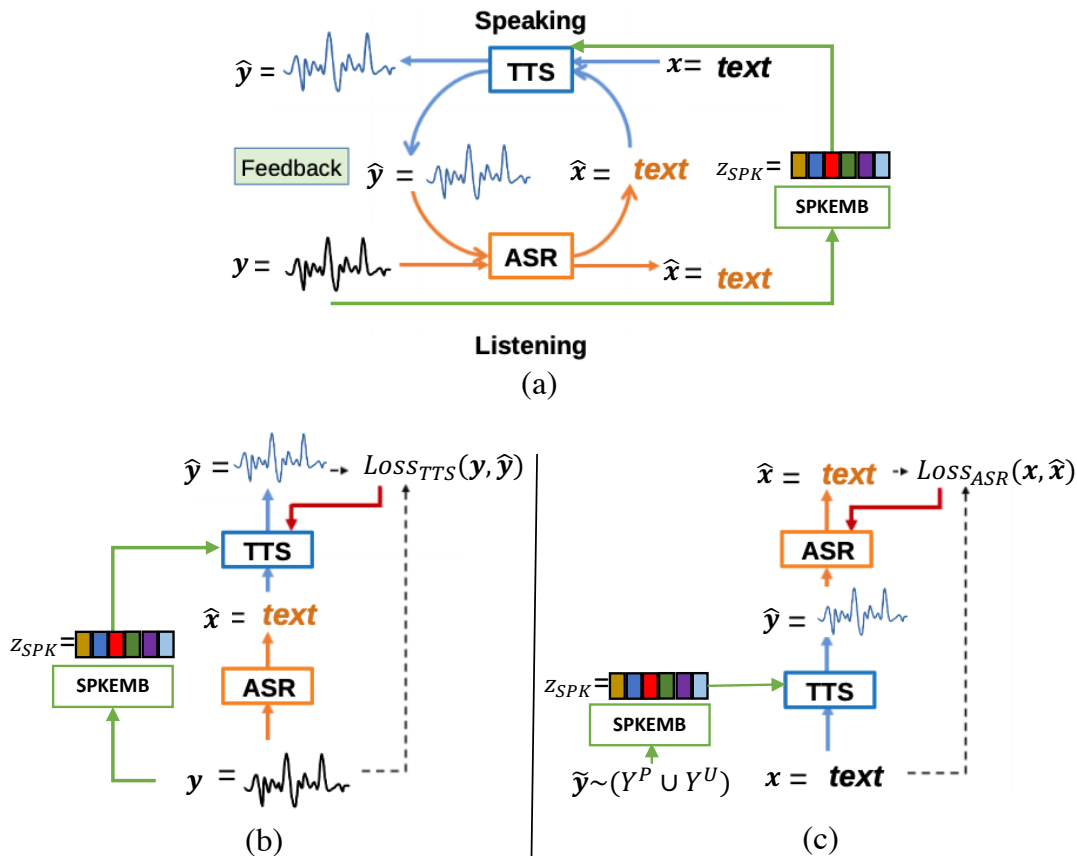 Speaking
ŷ =
TTS
x = text
Feedback
ŷ =
x̂ = text
z_SPK =
SPKEMB
y =
ASR
x̂ = text
Listening
(a)
ŷ =
Loss_TTS(y, ŷ)
TTS
x̂ = text
z_SPK =
SPKEMB
ASR
y =
(b)
x̂ = text
Loss_ASR(x, x̂)
ASR
ŷ =
z_SPK =
TTS
SPKEMB
ỹ~(Y^P ∪ Y^U)
x = text
(c)